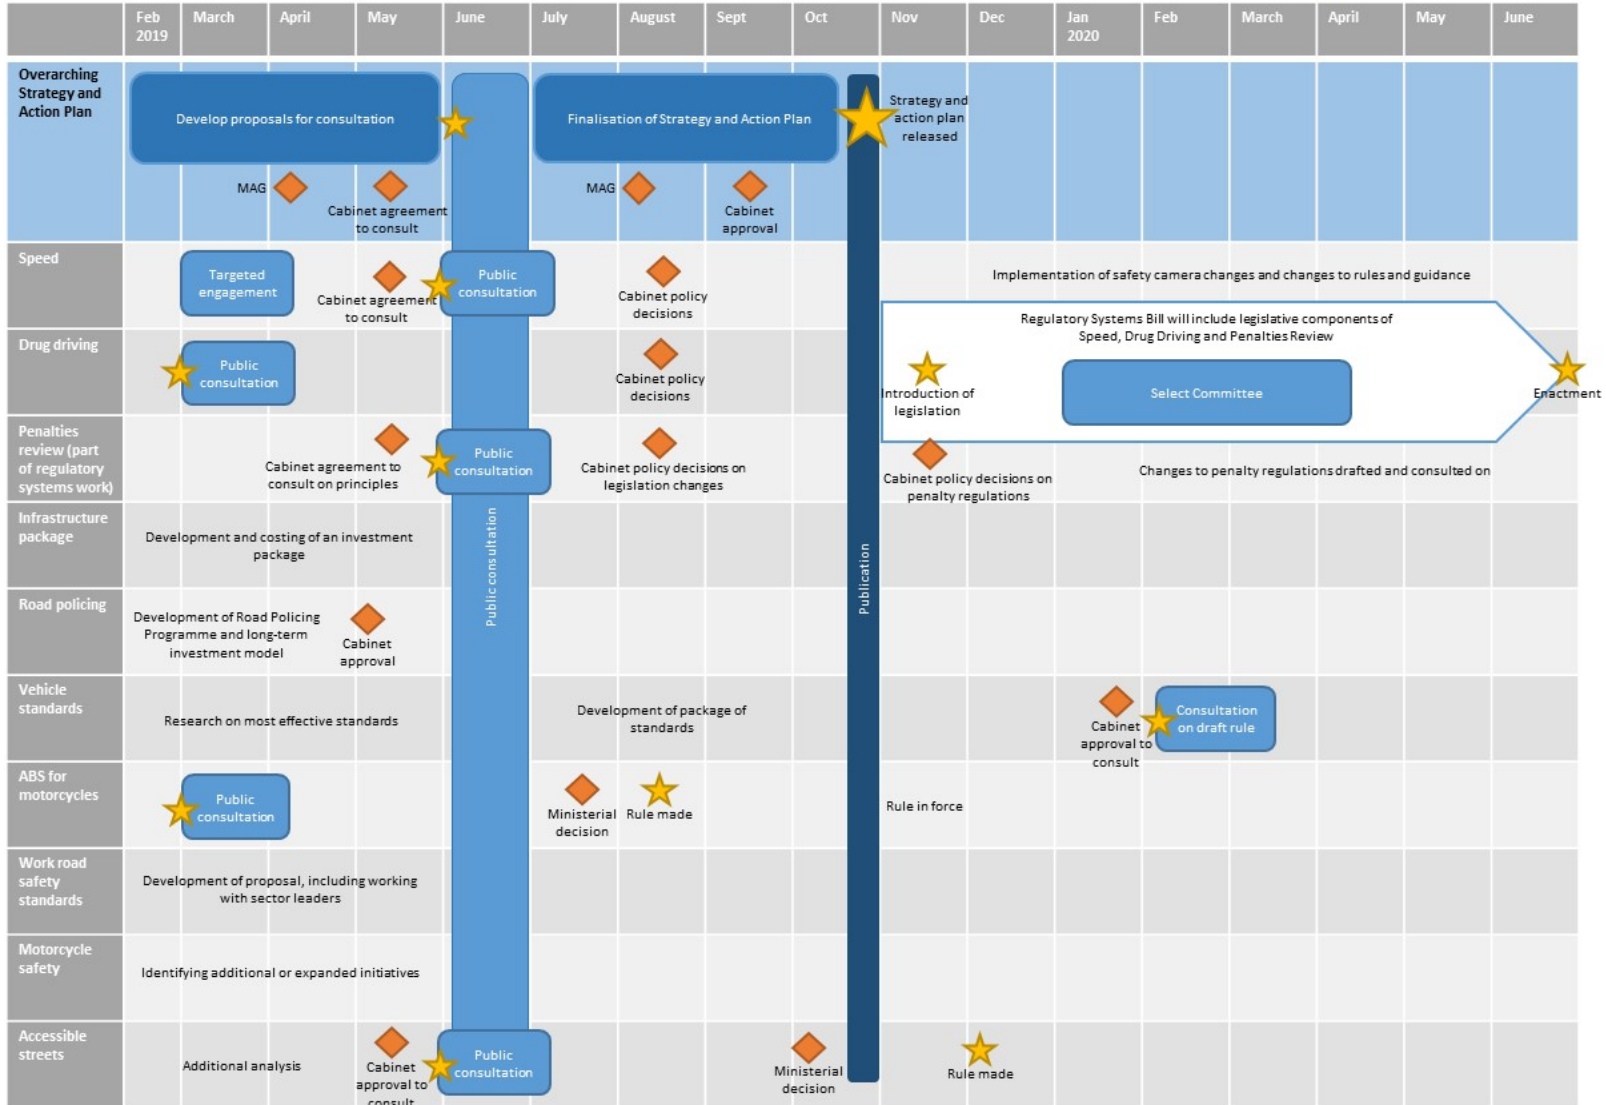 Feb
2019
March
April
May
June
July
August
Sept
Oct
Nov
Dec
Jan
2020
Feb
March
April
May
June
Overarching
Strategy and
Action Plan
Develop proposals for consultation
Finalisation of Strategy and Action Plan
Strategy and
action plan
released
MAG
Cabinet agreement
to consult
MAG
Cabinet
approval
Speed
Targeted
engagement
Cabinet agreement
to consult
Public
consultation
Cabinet policy
decisions
Implementation of safety camera changes and changes to rules and guidance
Regulatory Systems Bill will include legislative components of
Speed, Drug Driving and Penalties Review
Drug driving
Public
consultation
Cabinet policy
decisions
Introduction of
legislation
Select Committee
Enactment
Penalties
review (part
of regulatory
systems work)
Cabinet agreement to
consult on principles
Public
consultation
Cabinet policy decisions on
legislation changes
Cabinet policy decisions on
penalty regulations
Changes to penalty regulations drafted and consulted on
Infrastructure
package
Development and costing of an investment
package
Public consultation
Publication
Road policing
Development of Road Policing
Programme and long-term
investment model
Cabinet
approval
Vehicle
standards
Research on most effective standards
Development of package of
standards
Cabinet
approval to
consult
Consultation
on draft rule
ABS for
motorcycles
Public
consultation
Ministerial
decision
Rule made
Rule in force
Work road
safety
standards
Development of proposal, including working
with sector leaders
Motorcycle
safety
Identifying additional or expanded initiatives
Accessible
streets
Additional analysis
Cabinet
approval to
consult
Public
consultation
Ministerial
decision
Rule made